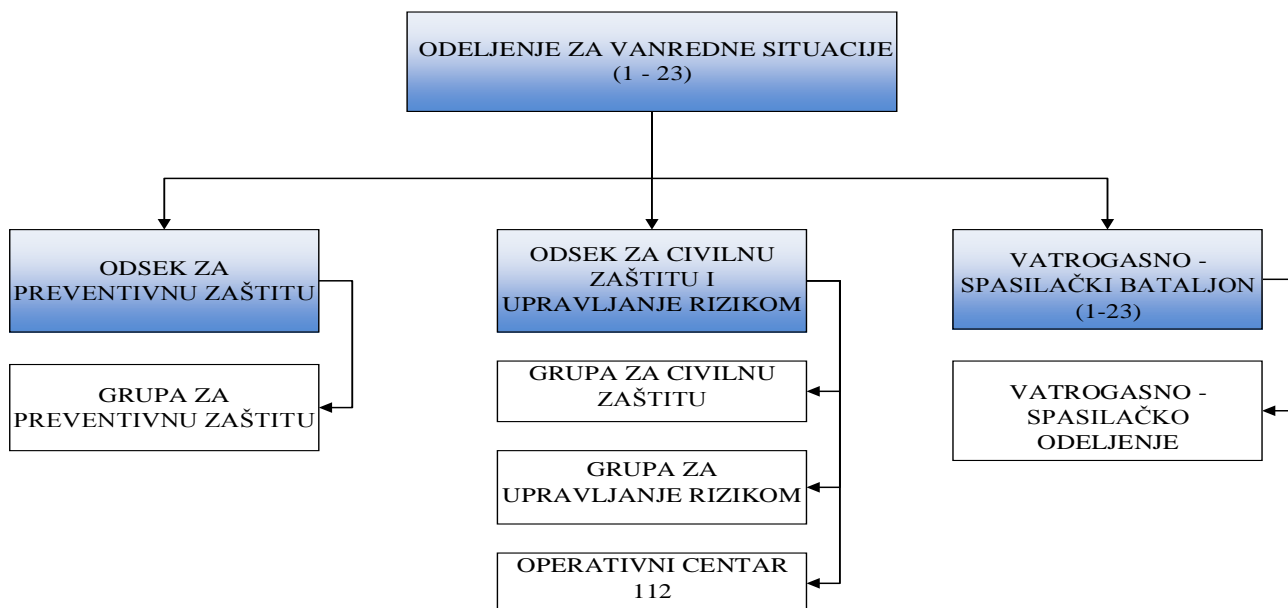 ODELJENJE ZA VANREDNE SITUACIJE
(1 - 23)
ODSEK ZA
PREVENTIVNU ZAŠTITU
ODSEK ZA CIVILNU
ZAŠTITU I
UPRAVLJANJE RIZIKOM
VATROGASNO -
SPASILAČKI BATALJON
(1-23)
GRUPA ZA
PREVENTIVNU ZAŠTITU
GRUPA ZA CIVILNU
ZAŠTITU
VATROGASNO -
SPASILAČKO
ODELJENJE
GRUPA ZA
UPRAVLJANJE RIZIKOM
OPERATIVNI CENTAR
112